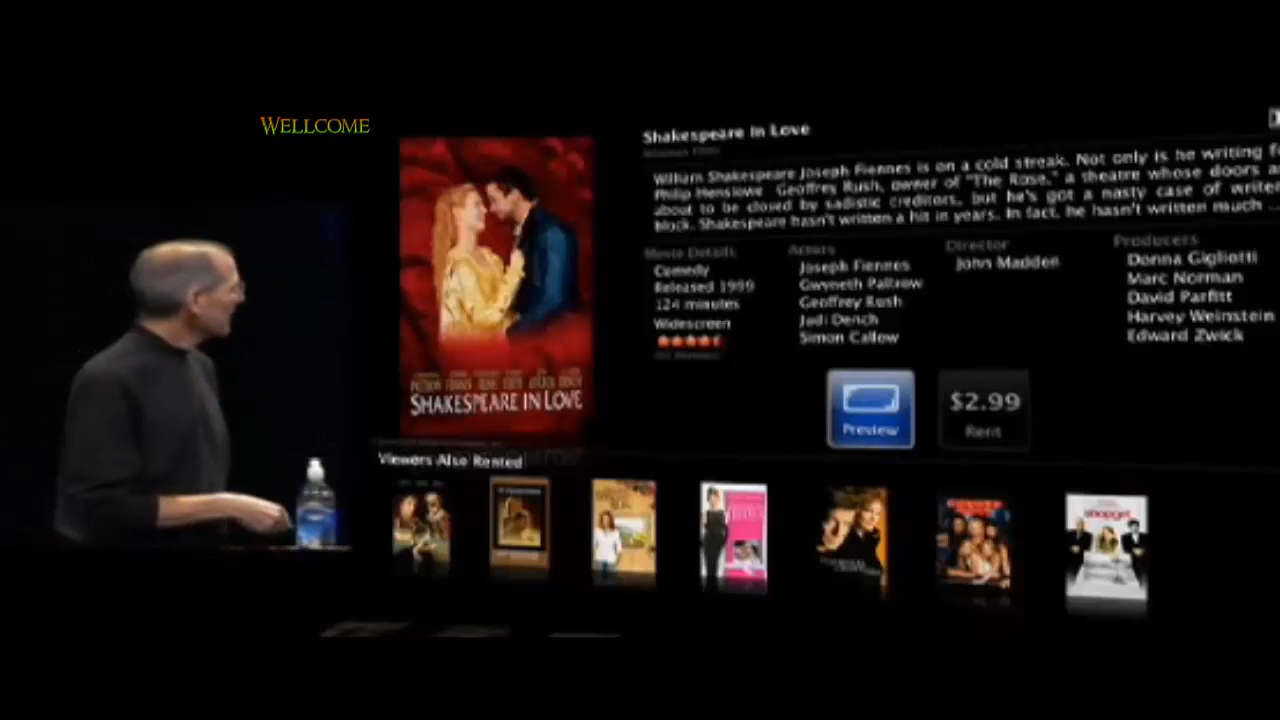 WELLCOME
Shakespeare In Love
William Shakespeare Joseph Fiennes is on a cold streak. Not only is he writing
Philip Henslowe Geoffrey Rush, owner of "The Rose," a theatre whose doors
about to be closed by sadistic creditors, but he's got a nasty case of
block. Shakespeare hasn't written a hit in years. In fact, he hasn't written much ...
Movie Details
Comedy
Released 1999
124 minutes
Widescreen
Actors
Joseph Fiennes
Gwyneth Paltrow
Geoffrey Rush
Judi Dench
Simon Callow
Director
John Madden
Producers
Donna Gigliotti
Marc Norman
David Parfitt
Harvey Weinstein
Edward Zwick
SHAKESPEARE IN LOVE
Preview
$2.99
Rent
Viewers Also Rented